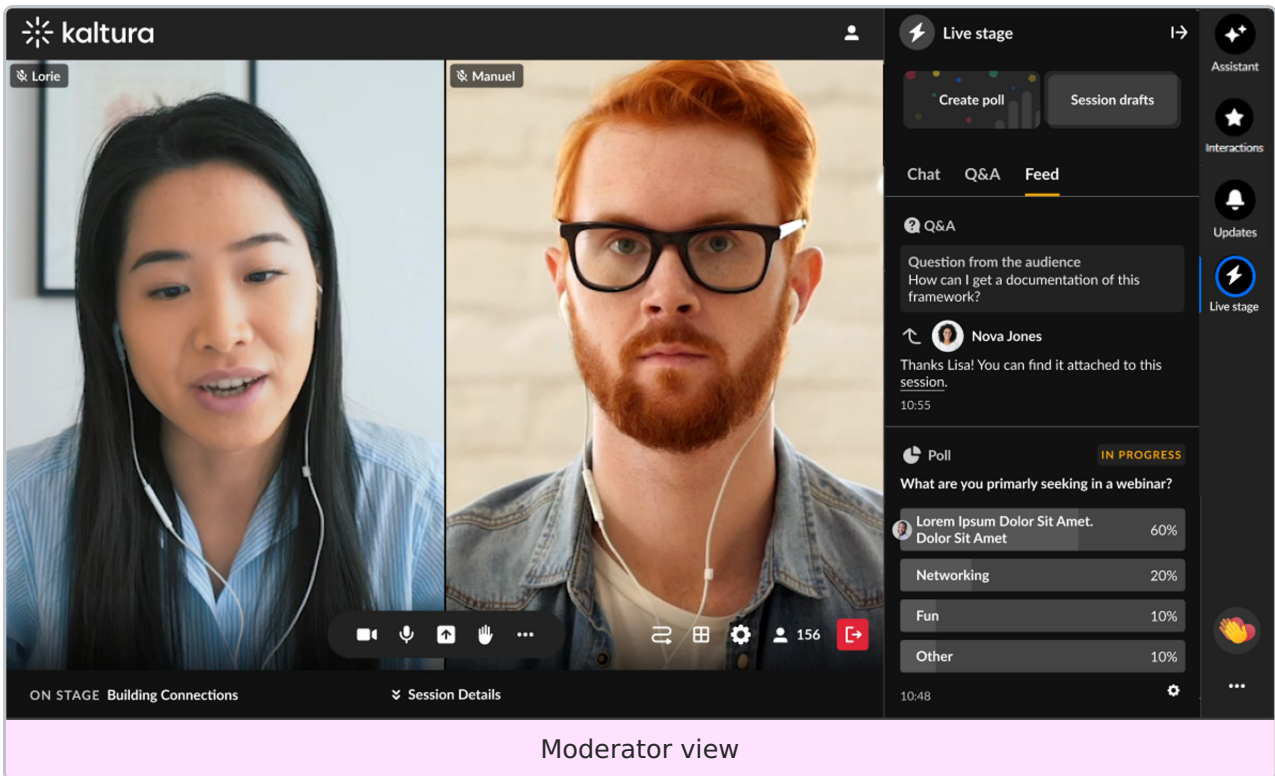 kaltura
Lorie
Manuel
Live stage
Create poll
Session drafts
Chat Q&A Feed
Q&A
Question from the audience
How can I get a documentation of this
framework?
Nova Jones
Thanks Lisa! You can find it attached to this
session.
10:55
Poll
IN PROGRESS
What are you primarly seeking in a webinar?
Lorem Ipsum Dolor Sit Amet.
Dolor Sit Amet
60%
Networking 20%
Fun 10%
Other 10%
10:48
Assistant
Interactions
Updates
Live stage
156
ON STAGE Building Connections
Session Details
Moderator view